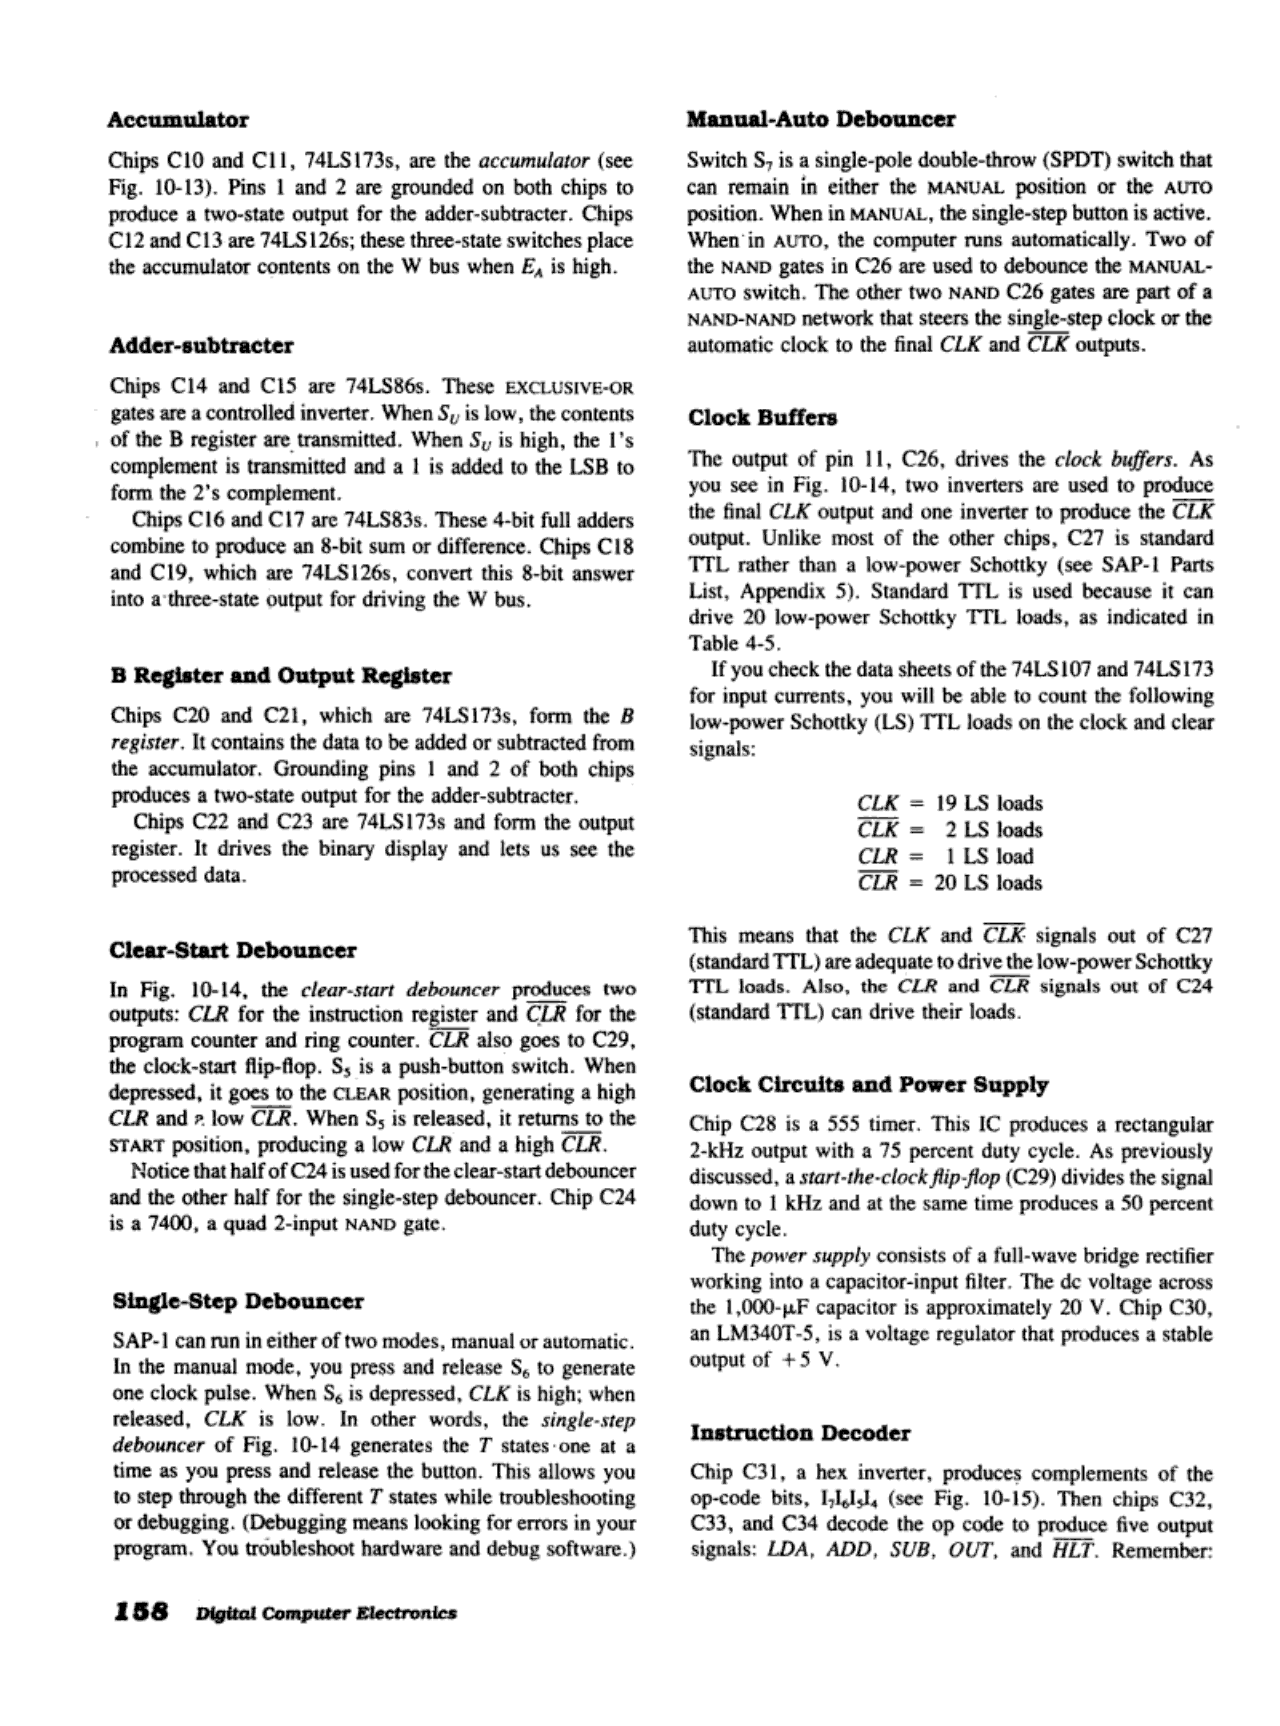 Accumulator
Chips C10 and C11, 74LS173s, are the accumulator (see
Fig. 10-13). Pins 1 and 2 are grounded on both chips to
produce a two-state output for the adder-subtracter. Chips
C12 and C13 are 74LS126s; these three-state switches place
the accumulator contents on the W bus when E_A is high.
Adder-subtracter
Chips C14 and C15 are 74LS86s. These EXCLUSIVE-OR
gates are a controlled inverter. When S_U is low, the contents
of the B register are transmitted. When S_U is high, the 1's
complement is transmitted and a 1 is added to the LSB to
form the 2's complement.
Chips C16 and C17 are 74LS83s. These 4-bit full adders
combine to produce an 8-bit sum or difference. Chips C18
and C19, which are 74LS126s, convert this 8-bit answer
into a three-state output for driving the W bus.
B Register and Output Register
Chips C20 and C21, which are 74LS173s, form the B
register. It contains the data to be added or subtracted from
the accumulator. Grounding pins 1 and 2 of both chips
produces a two-state output for the adder-subtracter.
Chips C22 and C23 are 74LS173s and form the output
register. It drives the binary display and lets us see the
processed data.
Clear-Start Debouncer
In Fig. 10-14, the clear-start debouncer produces two
outputs: CLR for the instruction register and C̅L̅R̅ for the
program counter and ring counter. C̅L̅R̅ also goes to C29,
the clock-start flip-flop. S₅ is a push-button switch. When
depressed, it goes to the CLEAR position, generating a high
CLR and a low C̅L̅R̅. When S₅ is released, it returns to the
START position, producing a low CLR and a high C̅L̅R̅.
Notice that half of C24 is used for the clear-start debouncer
and the other half for the single-step debouncer. Chip C24
is a 7400, a quad 2-input NAND gate.
Single-Step Debouncer
SAP-1 can run in either of two modes, manual or automatic.
In the manual mode, you press and release S₆ to generate
one clock pulse. When S₆ is depressed, CLK is high; when
released, CLK is low. In other words, the single-step
debouncer of Fig. 10-14 generates the T states one at a
time as you press and release the button. This allows you
to step through the different T states while troubleshooting
or debugging. (Debugging means looking for errors in your
program. You troubleshoot hardware and debug software.)
158 Digital Computer Electronics
Manual-Auto Debouncer
Switch S₇ is a single-pole double-throw (SPDT) switch that
can remain in either the MANUAL position or the AUTO
position. When in MANUAL, the single-step button is active.
When in AUTO, the computer runs automatically. Two of
the NAND gates in C26 are used to debounce the MANUAL-
AUTO switch. The other two NAND C26 gates are part of a
NAND-NAND network that steers the single-step clock or the
automatic clock to the final CLK and C̅L̅K̅ outputs.
Clock Buffers
The output of pin 11, C26, drives the clock buffers. As
you see in Fig. 10-14, two inverters are used to produce
the final CLK output and one inverter to produce the C̅L̅K̅
output. Unlike most of the other chips, C27 is standard
TTL rather than a low-power Schottky (see SAP-1 Parts
List, Appendix 5). Standard TTL is used because it can
drive 20 low-power Schottky TTL loads, as indicated in
Table 4-5.
If you check the data sheets of the 74LS107 and 74LS173
for input currents, you will be able to count the following
low-power Schottky (LS) TTL loads on the clock and clear
signals:
CLK = 19 LS loads
C̅L̅K̅ = 2 LS loads
CLR = 1 LS load
C̅L̅R̅ = 20 LS loads
This means that the CLK and C̅L̅K̅ signals out of C27
(standard TTL) are adequate to drive the low-power Schottky
TTL loads. Also, the CLR and C̅L̅R̅ signals out of C24
(standard TTL) can drive their loads.
Clock Circuits and Power Supply
Chip C28 is a 555 timer. This IC produces a rectangular
2-kHz output with a 75 percent duty cycle. As previously
discussed, a start-the-clock flip-flop (C29) divides the signal
down to 1 kHz and at the same time produces a 50 percent
duty cycle.
The power supply consists of a full-wave bridge rectifier
working into a capacitor-input filter. The dc voltage across
the 1,000-μF capacitor is approximately 20 V. Chip C30,
an LM340T-5, is a voltage regulator that produces a stable
output of +5 V.
Instruction Decoder
Chip C31, a hex inverter, produces complements of the
op-code bits, I₇I₆I₅I₄ (see Fig. 10-15). Then chips C32,
C33, and C34 decode the op code to produce five output
signals: LDA, ADD, SUB, OUT, and H̅L̅T̅. Remember: